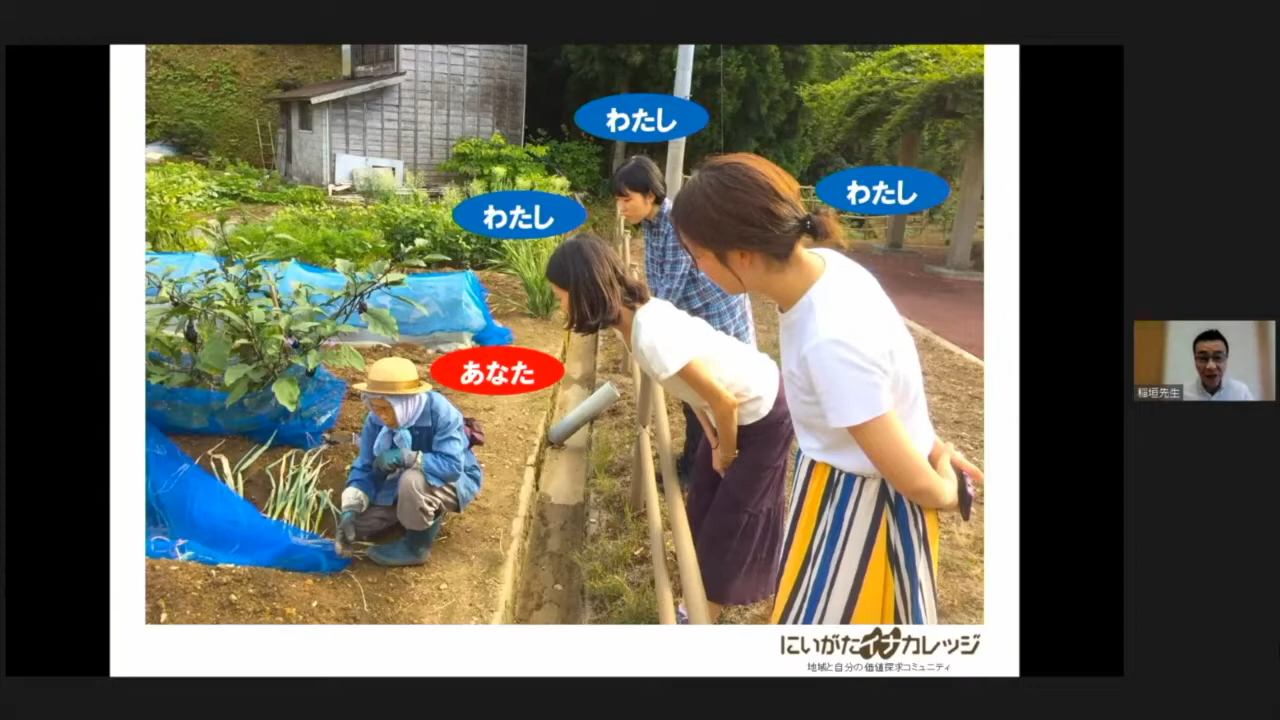 わたし
わたし
わたし
あなた
稲垣先生
にいがたイナカレッジ
地域と自分の価値探求コミュニティ